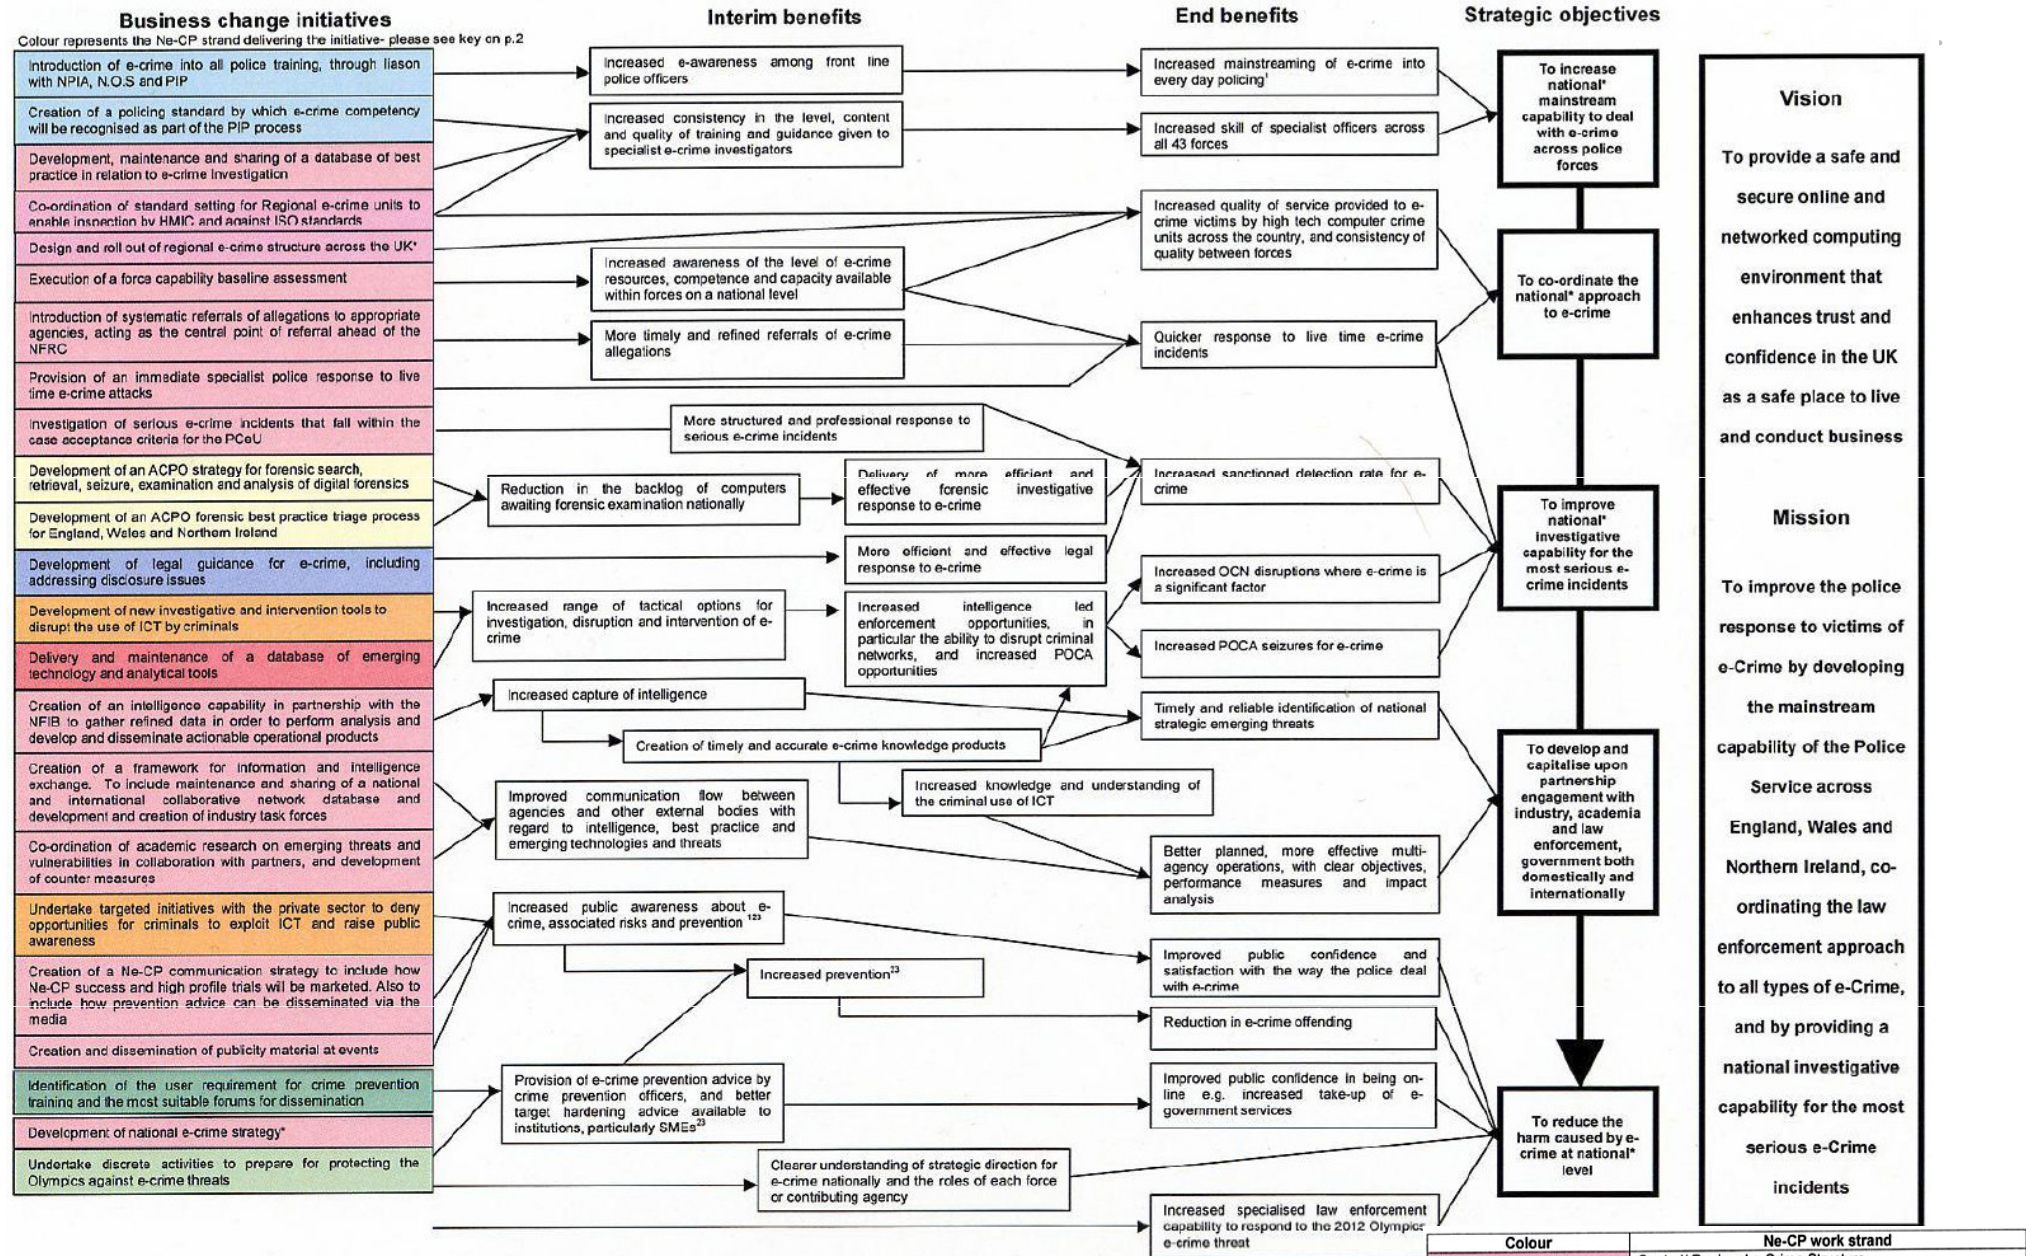 Business change initiatives
Colour represents the Ne-CP strand delivering the initiative- please see key on p.2
Introduction of e-crime into all police training, through liason
with NPIA, N.O.S and PIP
Creation of a policing standard by which e-crime competency
will be recognised as part of the PIP process
Development, maintenance and sharing of a database of best
practice in relation to e-crime Investigation
Co-ordination of standard setting for Regional e-crime units to
enable inspection by HMIC and against ISO standards
Design and roll out of regional e-crime structure across the UK*
Execution of a force capability baseline assessment
Introduction of systematic referrals of allegations to appropriate
agencies, acting as the central point of referral ahead of the
NFRC
Provision of an immediate specialist police response to live
time e-crime attacks
Investigation of serious e-crime incidents that fall within the
case acceptance criteria for the PCeU
Development of an ACPO strategy for forensic search,
retrieval, seizure, examination and analysis of digital forensics
Development of an ACPO forensic best practice triage process
for England, Wales and Northern Ireland
Development of legal guidance for e-crime, including
addressing disclosure issues
Development of new investigative and intervention tools to
disrupt the use of ICT by criminals
Delivery and maintenance of a database of emerging
technology and analytical tools
Creation of an intelligence capability in partnership with the
NFIB to gather refined data in order to perform analysis and
develop and disseminate actionable operational products
Creation of a framework for information and intelligence
exchange. To include maintenance and sharing of a national
and international collaborative network database and
development and creation of industry task forces
Co-ordination of academic research on emerging threats and
vulnerabilities in collaboration with partners, and development
of counter measures
Undertake targeted initiatives with the private sector to deny
opportunities for criminals to exploit ICT and raise public
awareness
Creation of a Ne-CP communication strategy to include how
Ne-CP success and high profile trials will be marketed. Also to
include how prevention advice can be disseminated via the
media
Creation and dissemination of publicity material at events
Identification of the user requirement for crime prevention
training and the most suitable forums for dissemination
Development of national e-crime strategy*
Undertake discrete activities to prepare for protecting the
Olympics against e-crime threats
Interim benefits
Increased e-awareness among front line
police officers
Increased consistency in the level, content
and quality of training and guidance given to
specialist e-crime investigators
Increased awareness of the level of e-crime
resources, competence and capacity available
within forces on a national level
More timely and refined referrals of e-crime
allegations
More structured and professional response to
serious e-crime incidents
Reduction in the backlog of computers
awaiting forensic examination nationally
Delivery of more efficient and
effective forensic investigative
response to e-crime
More efficient and effective legal
response to e-crime
Increased range of tactical options for
investigation, disruption and intervention of e-
crime
Increased intelligence led
enforcement opportunities, in
particular the ability to disrupt criminal
networks, and increased POCA
opportunities
Increased capture of intelligence
Creation of timely and accurate e-crime knowledge products
Increased knowledge and understanding of
the criminal use of ICT
Improved communication flow between
agencies and other external bodies with
regard to intelligence, best practice and
emerging technologies and threats
Increased public awareness about e-
crime, associated risks and prevention 123
Increased prevention23
Provision of e-crime prevention advice by
crime prevention officers, and better
target hardening advice available to
institutions, particularly SMEs23
Clearer understanding of strategic direction for
e-crime nationally and the roles of each force
or contributing agency
End benefits
Increased mainstreaming of e-crime into
every day policing1
Increased skill of specialist officers across
all 43 forces
Increased quality of service provided to e-
crime victims by high tech computer crime
units across the country, and consistency of
quality between forces
Quicker response to live time e-crime
incidents
Increased sanctioned detection rate for e-
crime
Increased OCN disruptions where e-crime is
a significant factor
Increased POCA seizures for e-crime
Timely and reliable identification of national
strategic emerging threats
Better planned, more effective multi-
agency operations, with clear objectives,
performance measures and impact
analysis
Improved public confidence and
satisfaction with the way the police deal
with e-crime
Reduction in e-crime offending
Improved public confidence in being on-
line e.g. increased take-up of e-
government services
Increased specialised law enforcement
capability to respond to the 2012 Olympic
e-crime threat
Strategic objectives
To increase
national*
mainstream
capability to deal
with e-crime
across police
forces
To co-ordinate the
national* approach
to e-crime
To improve
national*
investigative
capability for the
most serious e-
crime incidents
To develop and
capitalise upon
partnership
engagement with
industry, academia
and law
enforcement,
government both
domestically and
internationally
To reduce the
harm caused by e-
crime at national*
level
Vision
To provide a safe and
secure online and
networked computing
environment that
enhances trust and
confidence in the UK
as a safe place to live
and conduct business
Mission
To improve the police
response to victims of
e-Crime by developing
the mainstream
capability of the Police
Service across
England, Wales and
Northern Ireland, co-
ordinating the law
enforcement approach
to all types of e-Crime,
and by providing a
national investigative
capability for the most
serious e-Crime
incidents
Colour
Ne-CP work strand